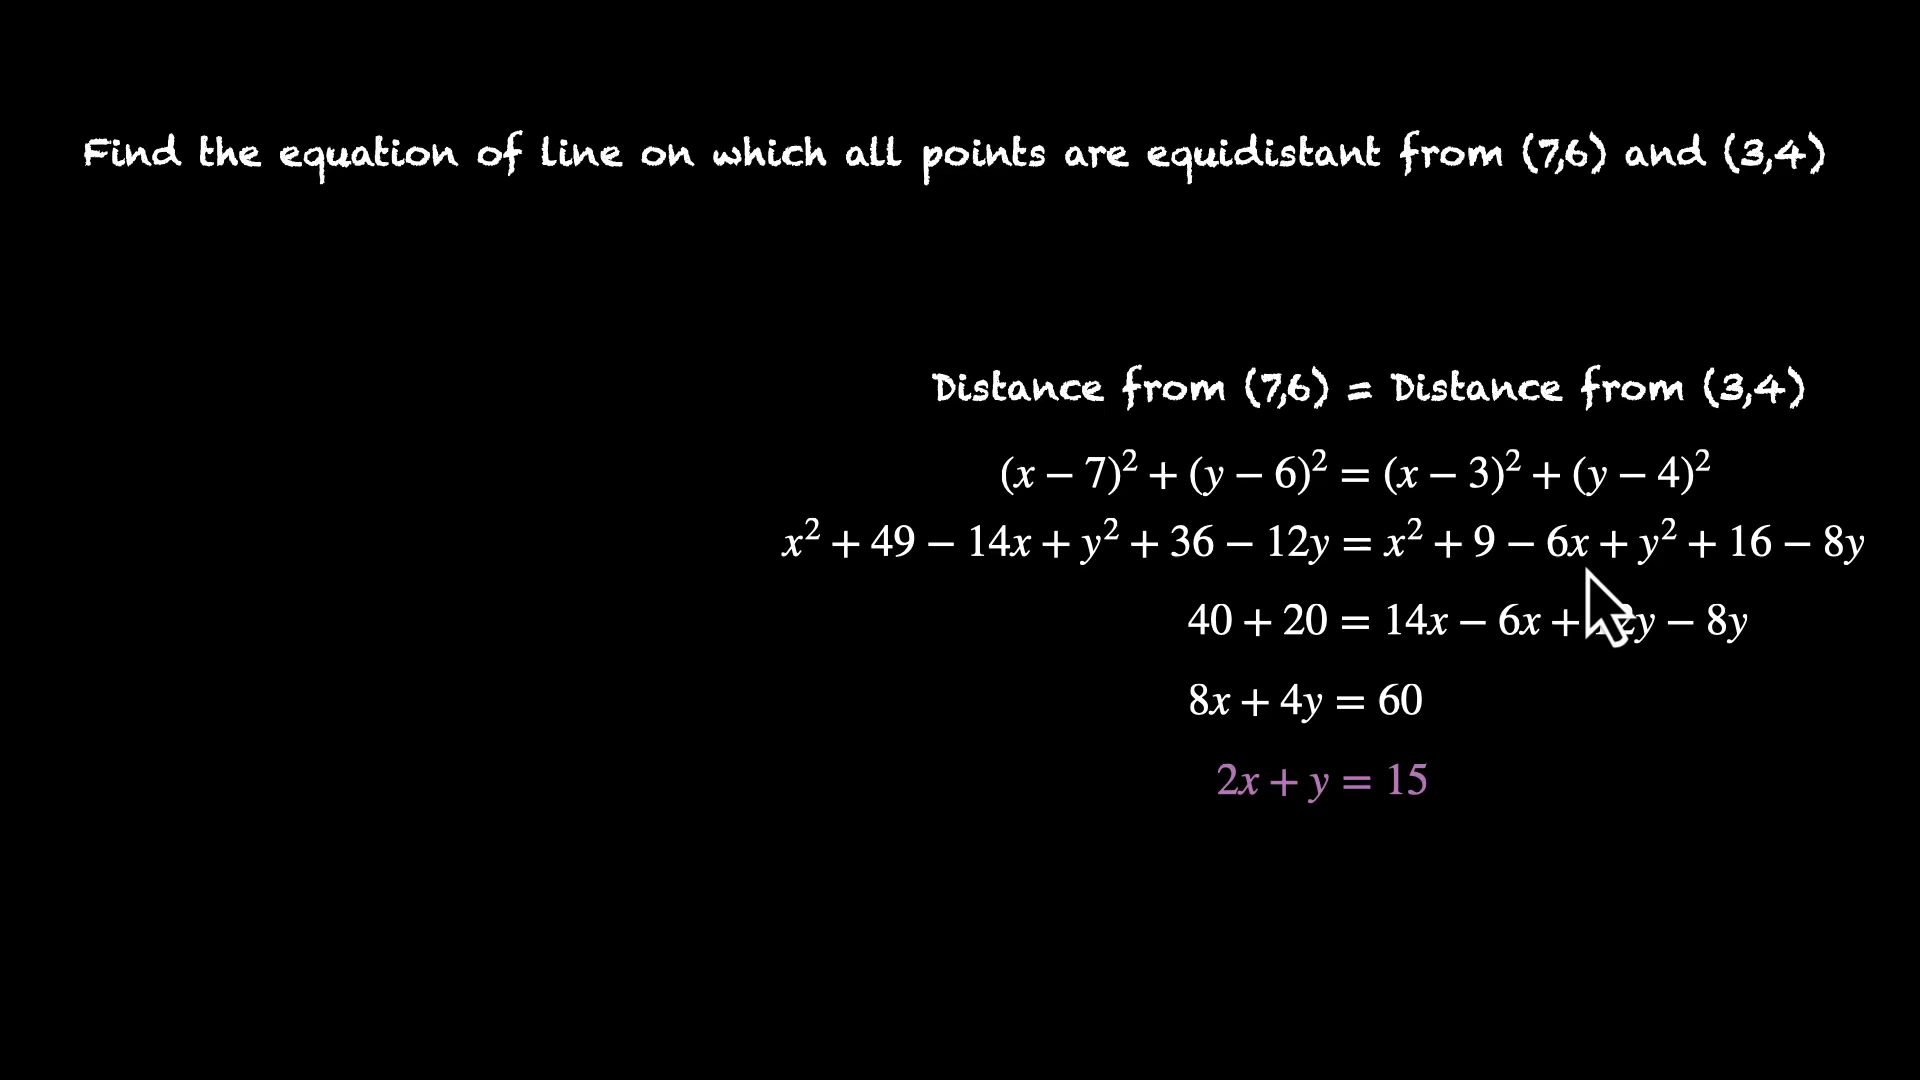 Find the equation of line on which all points are equidistant from (7,6) and (3,4)
Distance from (7,6) = Distance from (3,4)
(x − 7)² + (y − 6)² = (x − 3)² + (y − 4)²
x² + 49 − 14x + y² + 36 − 12y = x² + 9 − 6x + y² + 16 − 8y
40 + 20 = 14x − 6x + 2y − 8y
8x + 4y = 60
2x + y = 15